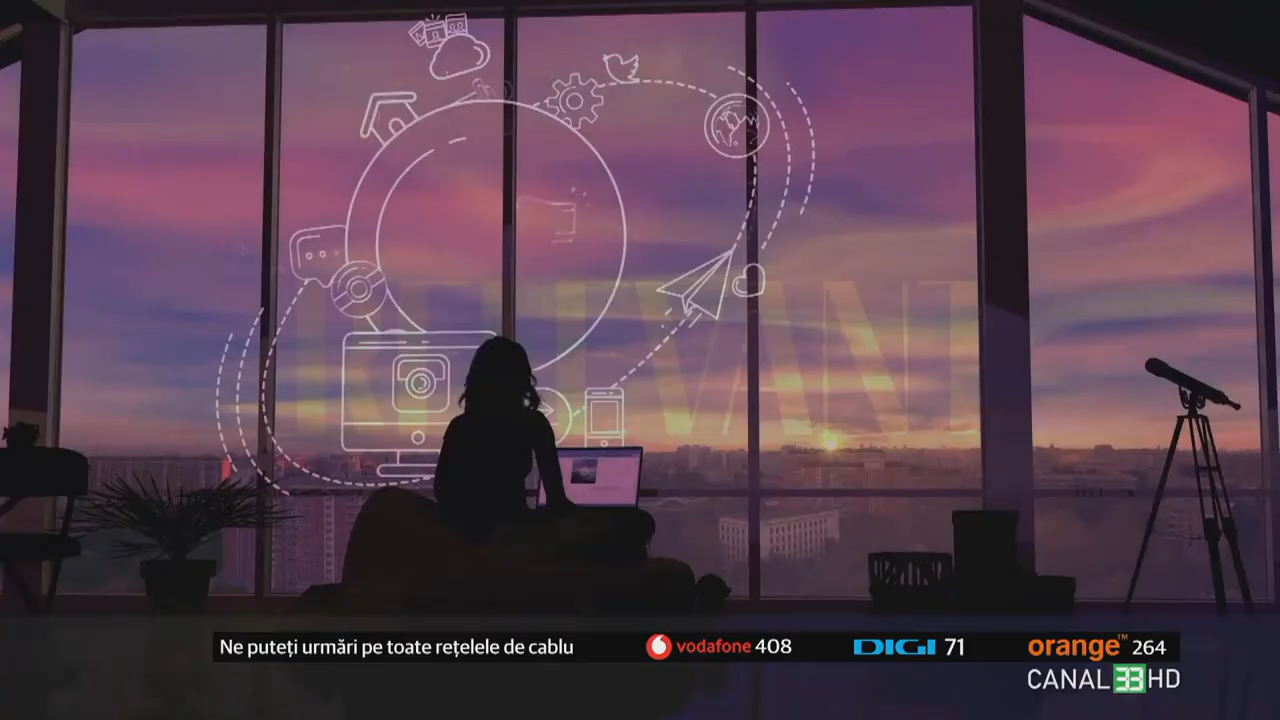 Ne puteți urmări pe toate rețelele de cablu vodafone 408 DIGI 71 orange™ 264
CANAL 33 HD